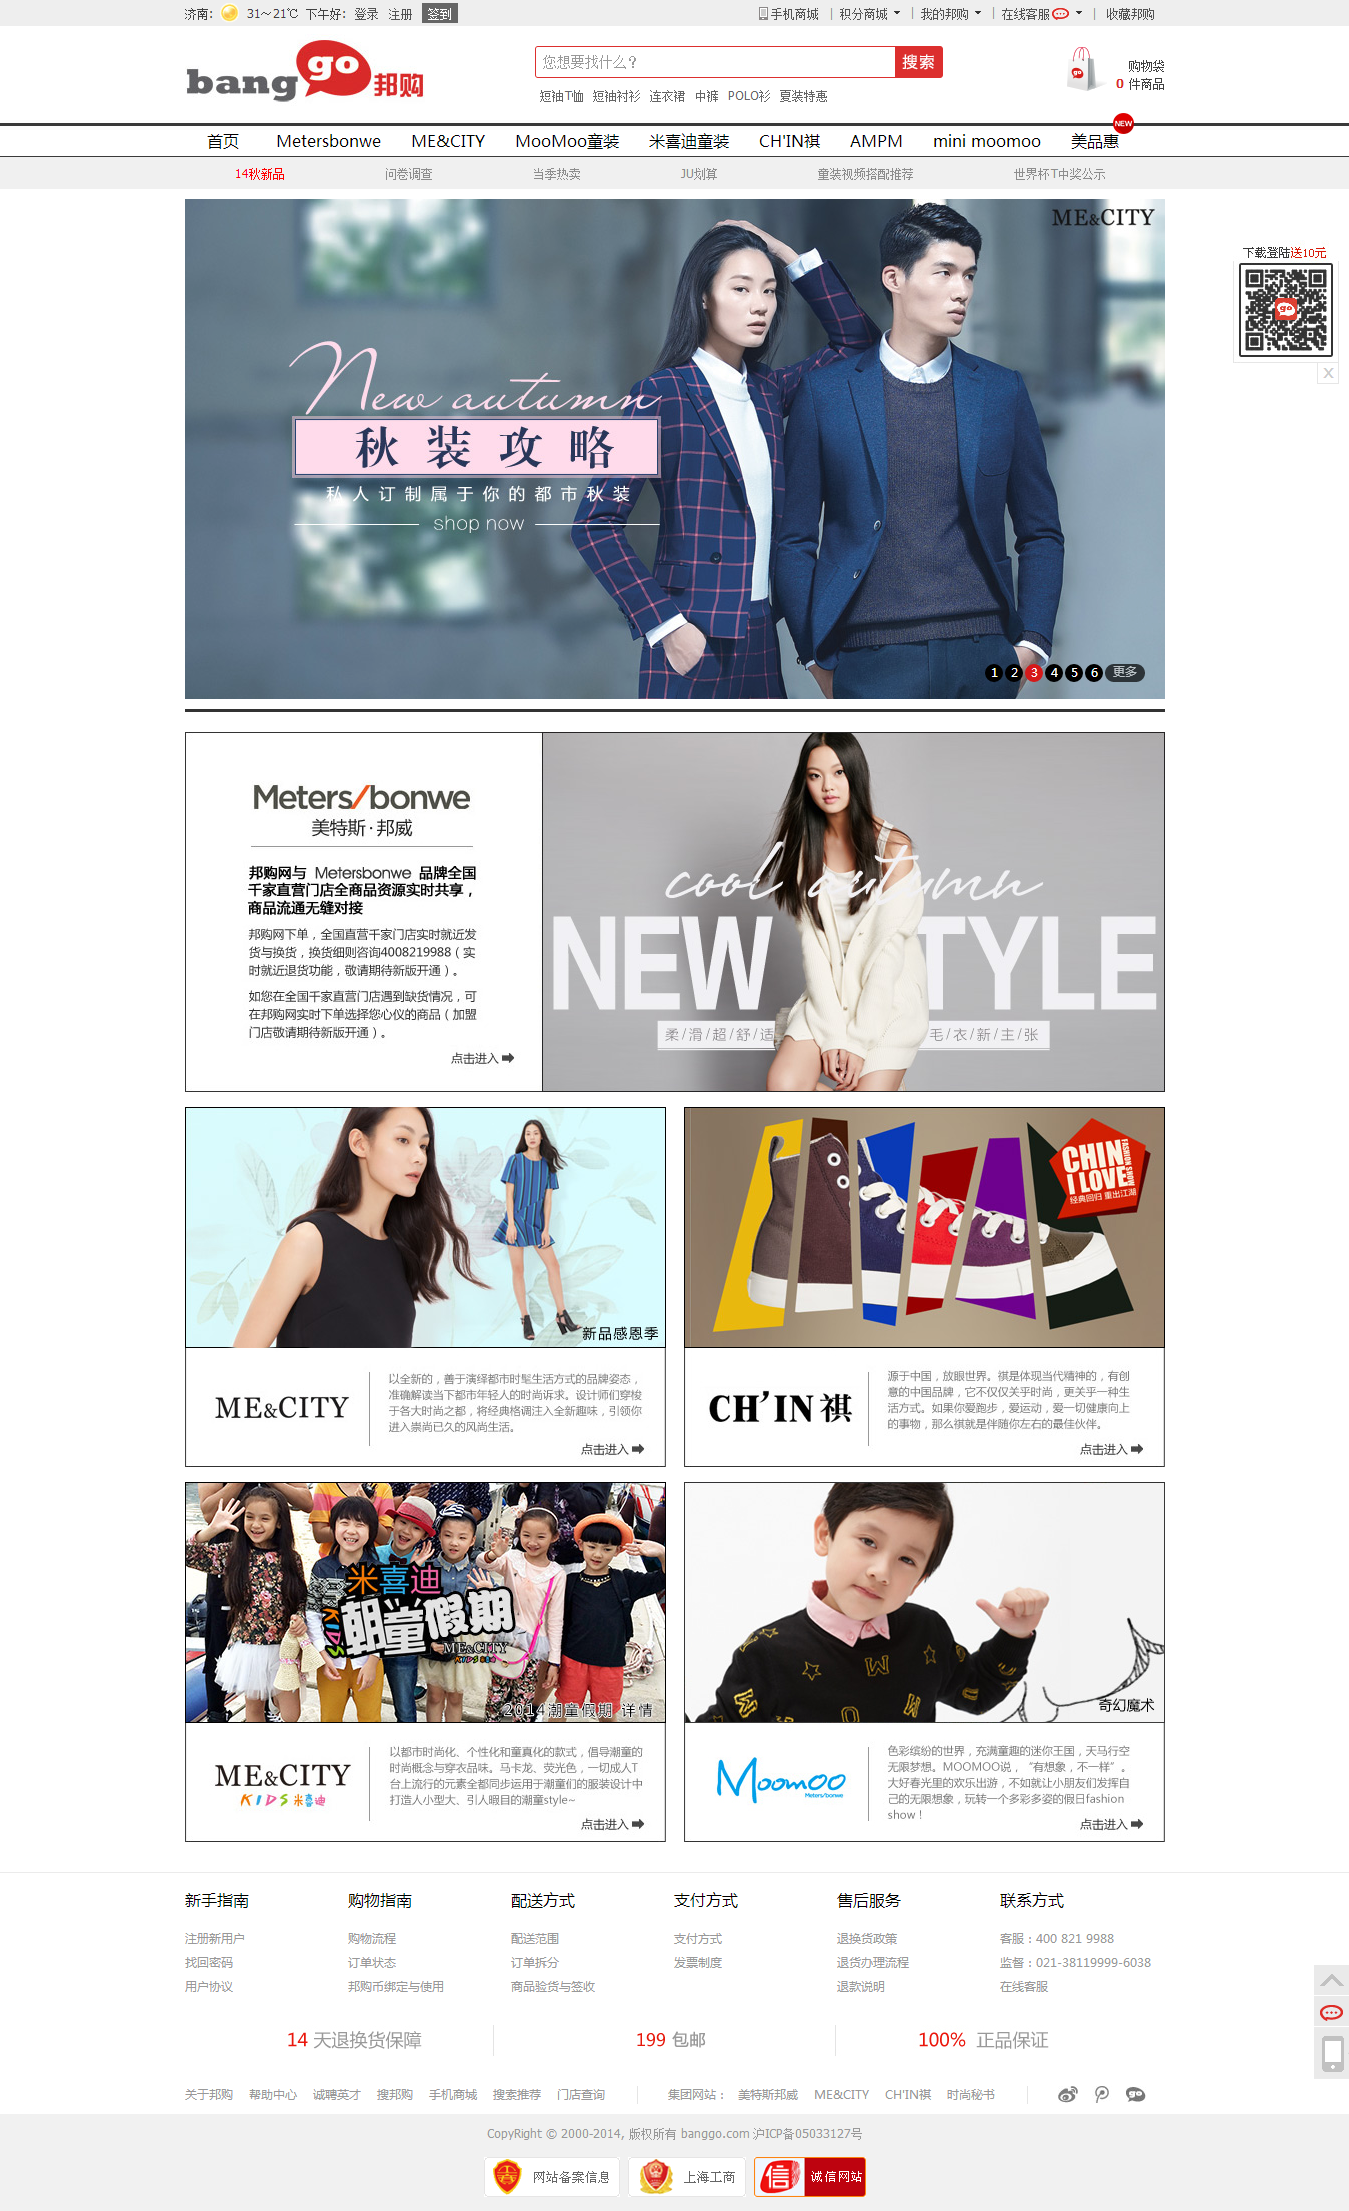 济南： 31～21℃ 下午好： 登录 注册 签到 手机商城 积分商城 我的邦购 在线客服 收藏邦购
banggo邦购
您想要找什么？ 搜索
购物袋
0 件商品
短袖T恤 短袖衬衫 连衣裙 中裤 POLO衫 夏装特惠
NEW
首页 Metersbonwe ME&CITY MooMoo童装 米喜迪童装 CH'IN祺 AMPM mini moomoo 美品惠
14秋新品 问卷调查 当季热卖 JU划算 童装视频搭配推荐 世界杯T中奖公示
ME&CITY
下载登陆送10元
go
X
New autumn
秋装攻略
私人订制属于你的都市秋装
shop now
1 2 3 4 5 6 更多
Meters/bonwe
美特斯·邦威
邦购网与 Metersbonwe 品牌全国
千家直营门店全商品资源实时共享，
商品流通无缝对接
邦购网下单，全国直营千家门店实时就近发
货与换货，换货细则咨询4008219988（实
时就近退货功能，敬请期待新版开通）。
如您在全国千家直营门店遇到缺货情况，可
在邦购网实时下单选择您心仪的商品（加盟
门店敬请期待新版开通）。
点击进入
cool autumn
NEW TYLE
柔/滑/超/舒/适 毛/衣/新/主/张
新品感恩季
CHIN
I LOVE
FASHION SHOW
经典回归 重出江湖
ME&CITY
以全新的，善于演绎都市时髦生活方式的品牌姿态，
准确解读当下都市年轻人的时尚诉求。设计师们穿梭
于各大时尚之都，将经典格调注入全新趣味，引领你
进入崇尚已久的风尚生活。
点击进入
CH'IN祺
源于中国，放眼世界。祺是体现当代精神的，有创
意的中国品牌，它不仅仅关乎时尚，更关乎一种生
活方式。如果你爱跑步，爱运动，爱一切健康向上
的事物，那么祺就是伴随你左右的最佳伙伴。
点击进入
米喜迪
KIDS
朝童假期
ME&CITY
KIDS 米喜迪
2014潮童假期 详情
奇幻魔术
ME&CITY
KIDS 米喜迪
以都市时尚化、个性化和童真化的款式，倡导潮童的
时尚概念与穿衣品味。马卡龙、荧光色，一切成人T
台上流行的元素全都同步运用于潮童们的服装设计中
打造人小型大、引人眼目的潮童style~
点击进入
Moomoo
Meters/bonwe
色彩缤纷的世界，充满童趣的迷你王国，天马行空
无限梦想。MOOMOO说，“有想象，不一样”。
大好春光里的欢乐出游，不如就让小朋友们发挥自
己的无限想象，玩转一个多彩多姿的假日fashion
show！
点击进入
新手指南 购物指南 配送方式 支付方式 售后服务 联系方式
注册新用户 购物流程 配送范围 支付方式 退换货政策 客服：400 821 9988
找回密码 订单状态 订单拆分 发票制度 退货办理流程 监督：021-38119999-6038
用户协议 邦购币绑定与使用 商品验货与签收 退款说明 在线客服
14 天退换货保障 199 包邮 100% 正品保证
关于邦购 帮助中心 诚聘英才 搜邦购 手机商城 搜索推荐 门店查询 集团网站： 美特斯邦威 ME&CITY CH'IN祺 时尚秘书
CopyRight © 2000-2014, 版权所有 banggo.com 沪ICP备05033127号
网站备案信息 上海工商 信 诚信网站